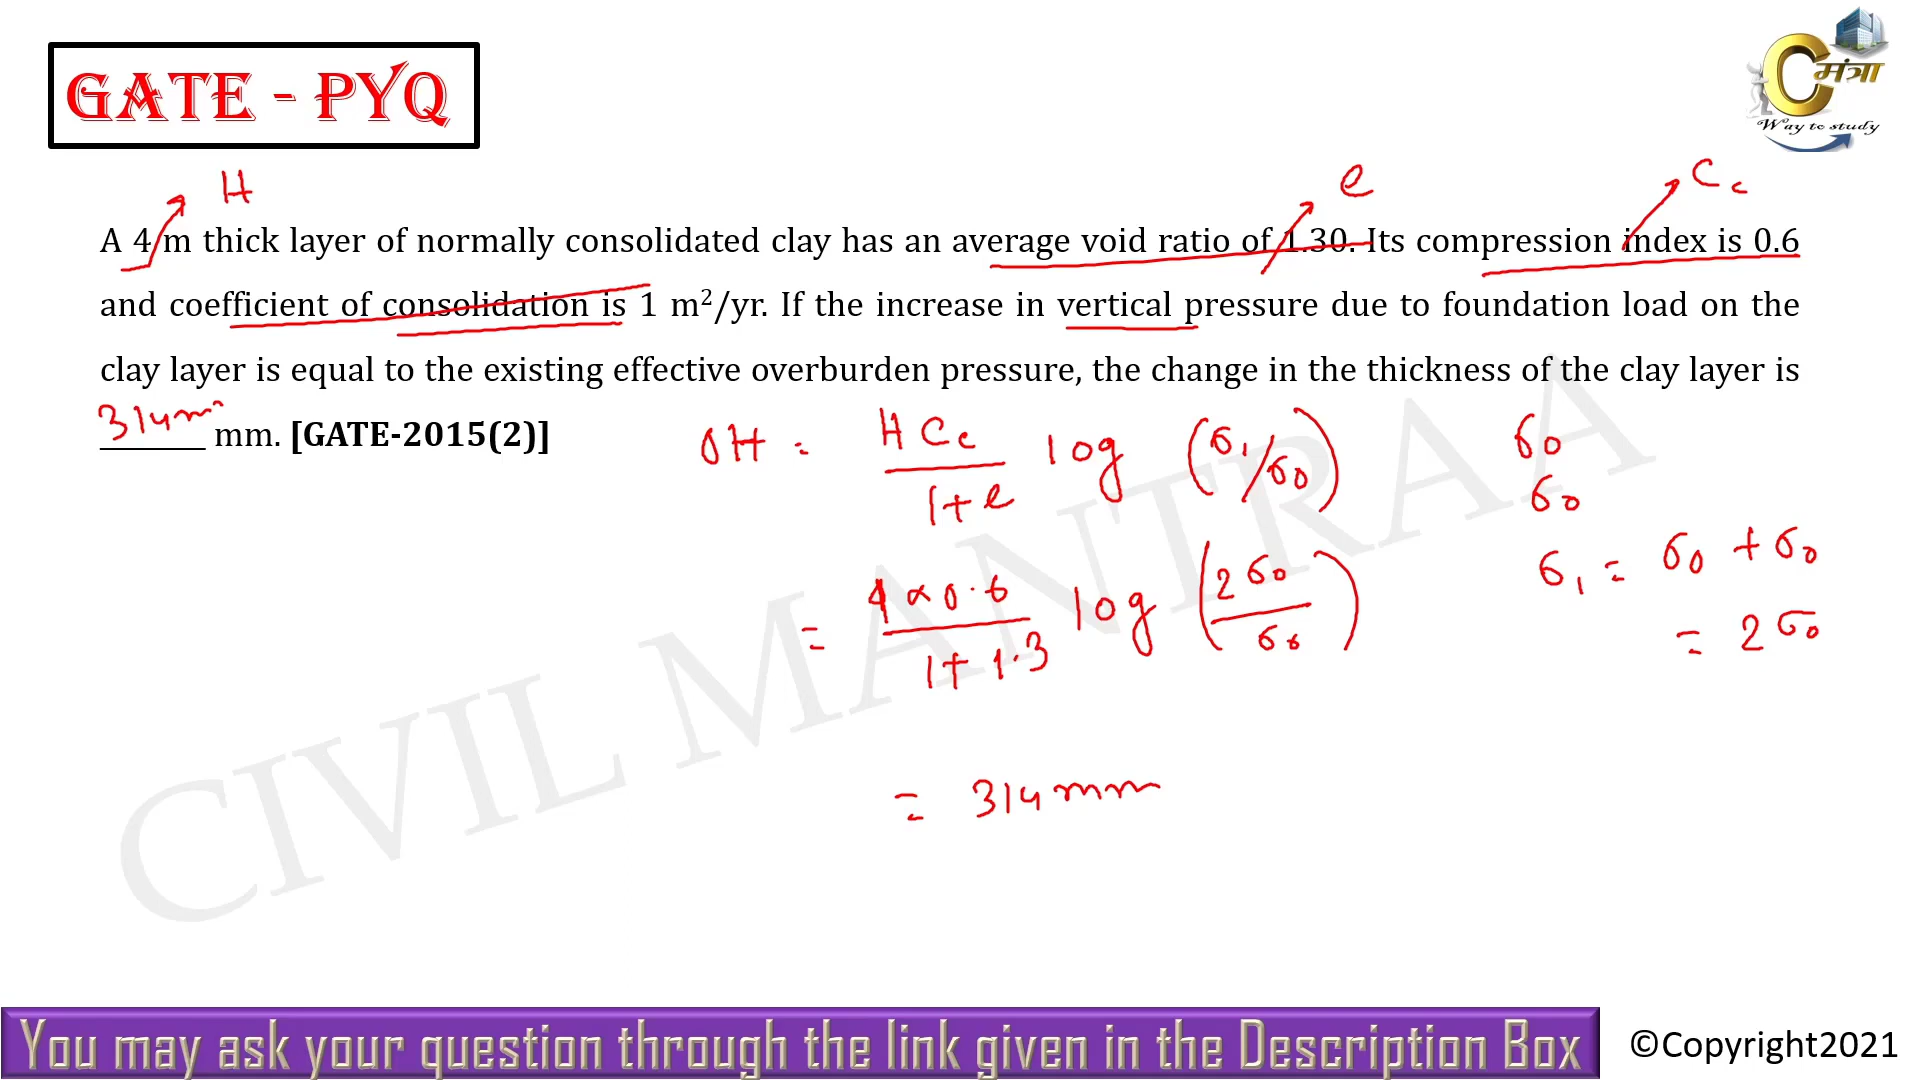 GATE - PYQ
C मंत्रा
Way to study
H
e
Cc
A 4 m thick layer of normally consolidated clay has an average void ratio of 1.30. Its compression index is 0.6
and coefficient of consolidation is 1 m²/yr. If the increase in vertical pressure due to foundation load on the
clay layer is equal to the existing effective overburden pressure, the change in the thickness of the clay layer is
314mm
________ mm. [GATE-2015(2)]
ΔH = H Cc / 1+e log (σ1/σ0)
σ0
σ0
σ1 = σ0 + σ0
= 4×0.6 / 1+1.3 log (2σ0 / σ0)
= 2σ0
= 314mm
CIVIL MANTRAA
You may ask your question through the link given in the Description Box
©Copyright2021